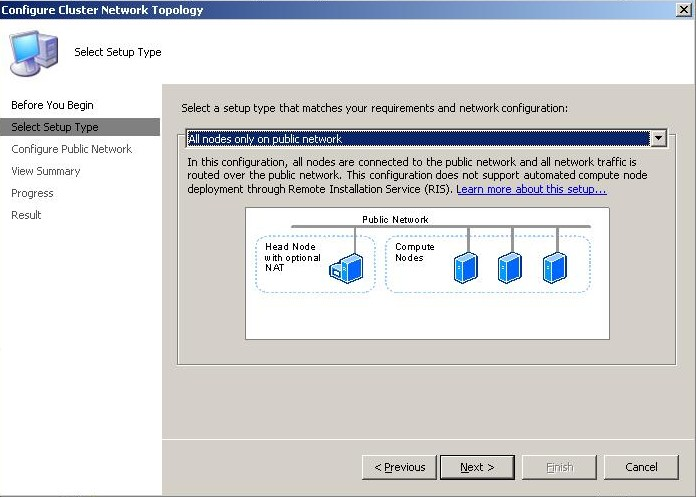 Configure Cluster Network Topology
Select Setup Type
Before You Begin
Select Setup Type
Configure Public Network
View Summary
Progress
Result
Select a setup type that matches your requirements and network configuration:
All nodes only on public network
In this configuration, all nodes are connected to the public network and all network traffic is
routed over the public network. This configuration does not support automated compute node
deployment through Remote Installation Service (RIS). Learn more about this setup...
Public Network
Head Node
with optional
NAT
Compute
Nodes
< Previous
Next >
Finish
Cancel